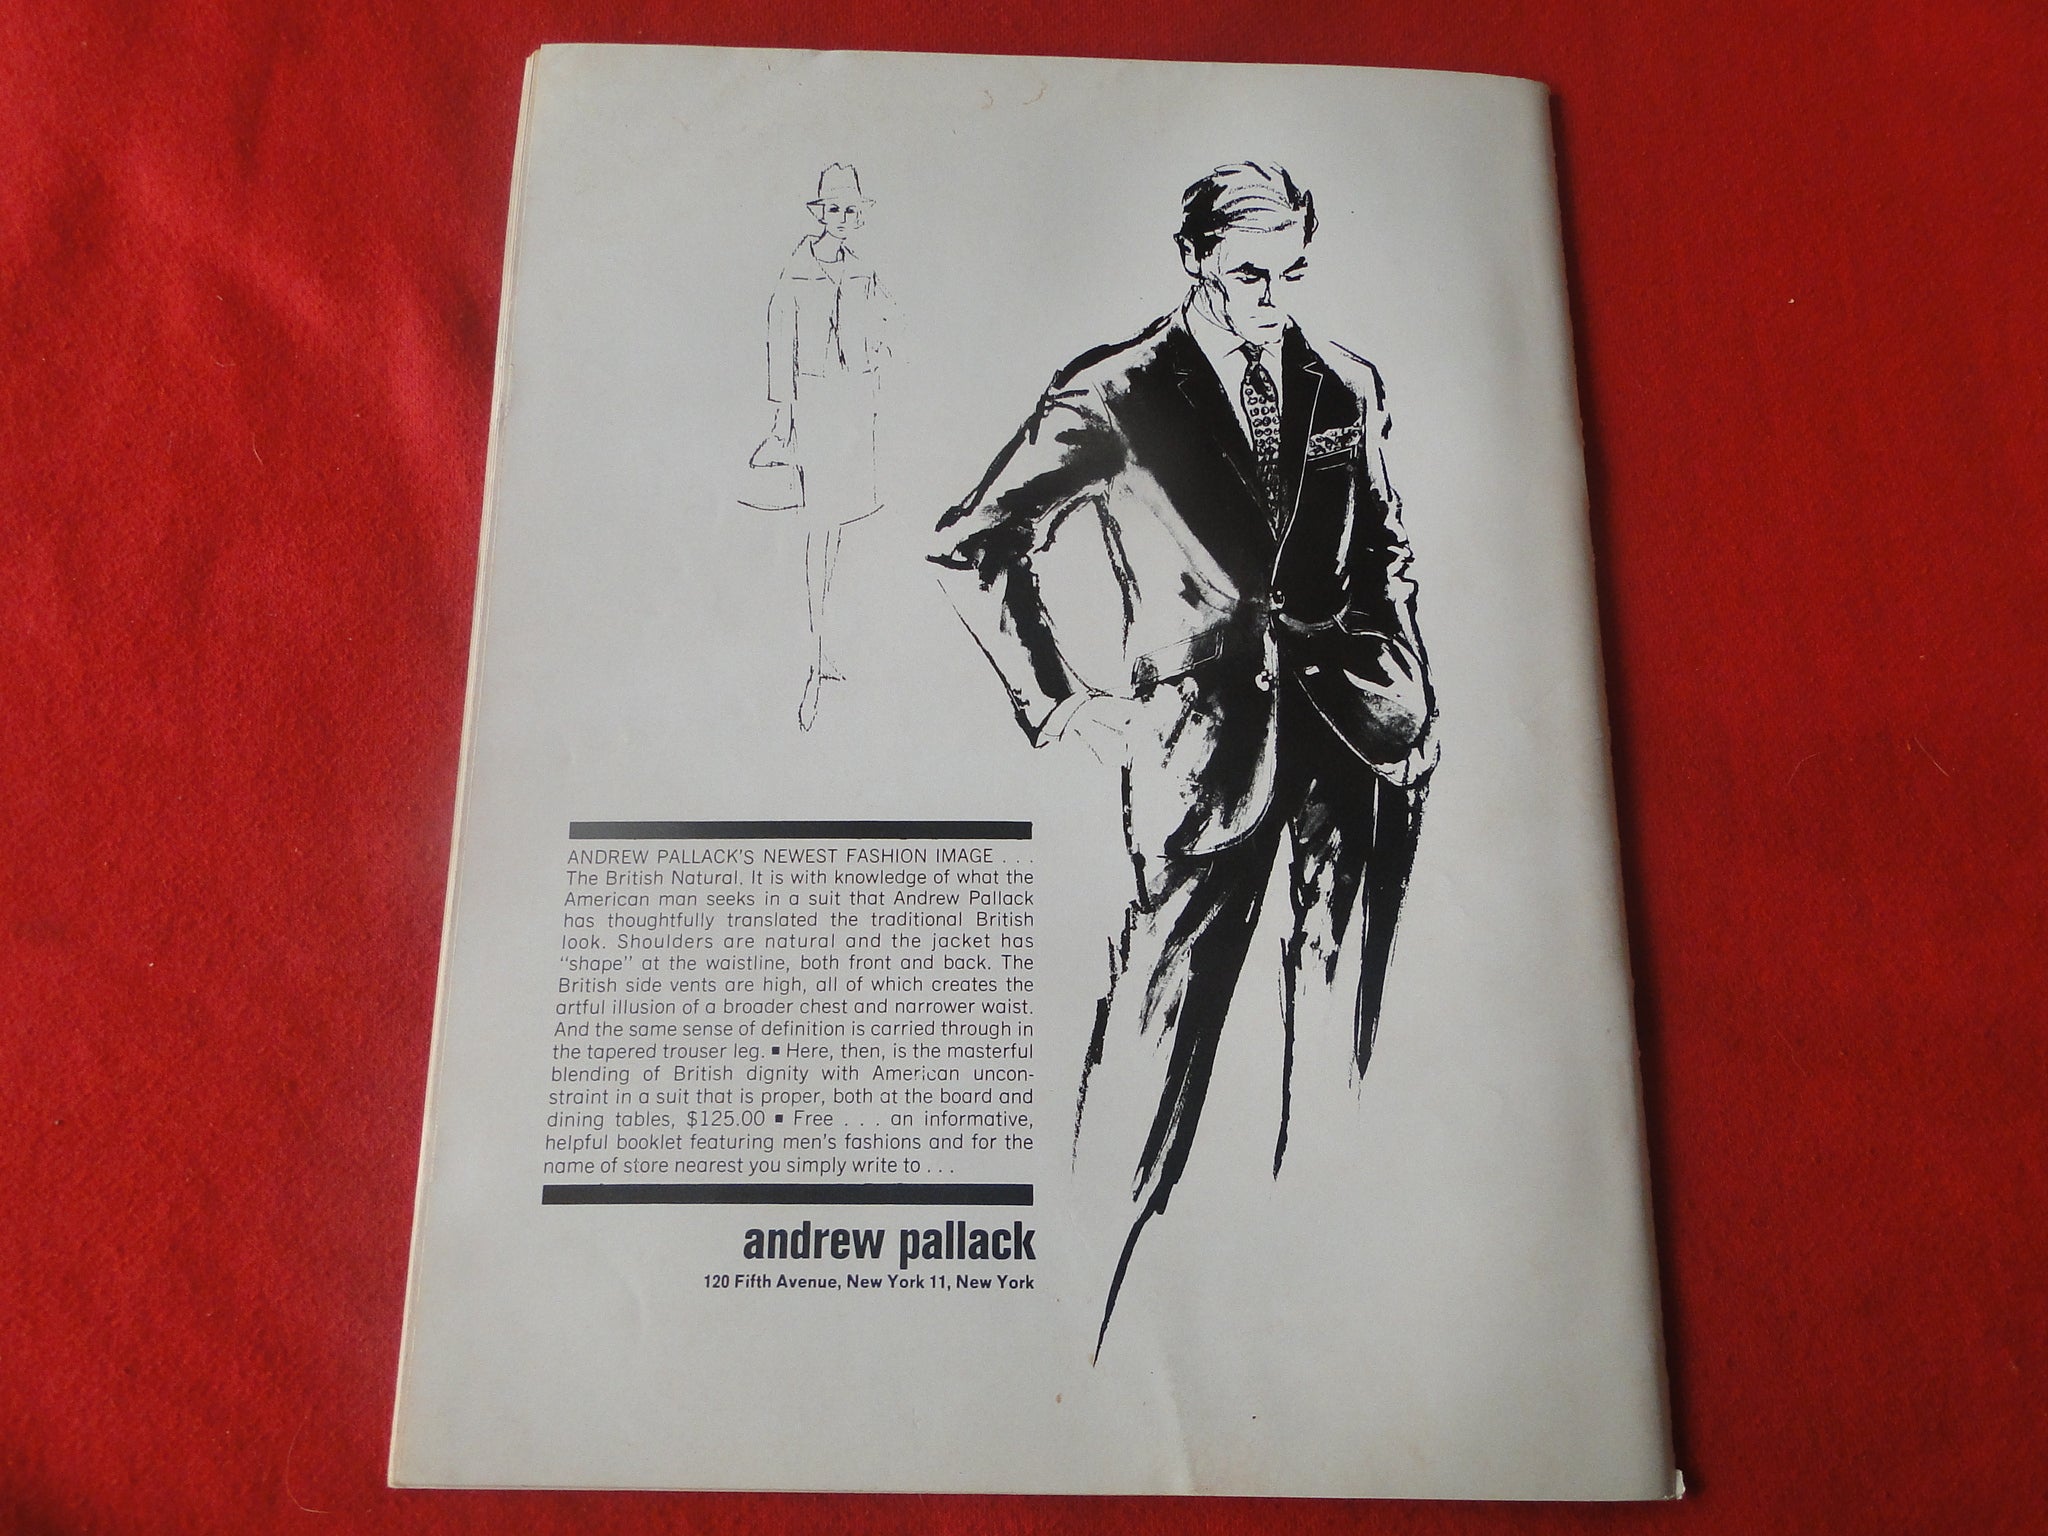 ANDREW PALLACK'S NEWEST FASHION IMAGE . . .
The British Natural. It is with knowledge of what the
American man seeks in a suit that Andrew Pallack
has thoughtfully translated the traditional British
look. Shoulders are natural and the jacket has
"shape" at the waistline, both front and back. The
British side vents are high, all of which creates the
artful illusion of a broader chest and narrower waist.
And the same sense of definition is carried through in
the tapered trouser leg. ■ Here, then, is the masterful
blending of British dignity with American uncon-
straint in a suit that is proper, both at the board and
dining tables, $125.00 ■ Free . . . an informative,
helpful booklet featuring men's fashions and for the
name of store nearest you simply write to . . .
andrew pallack
120 Fifth Avenue, New York 11, New York